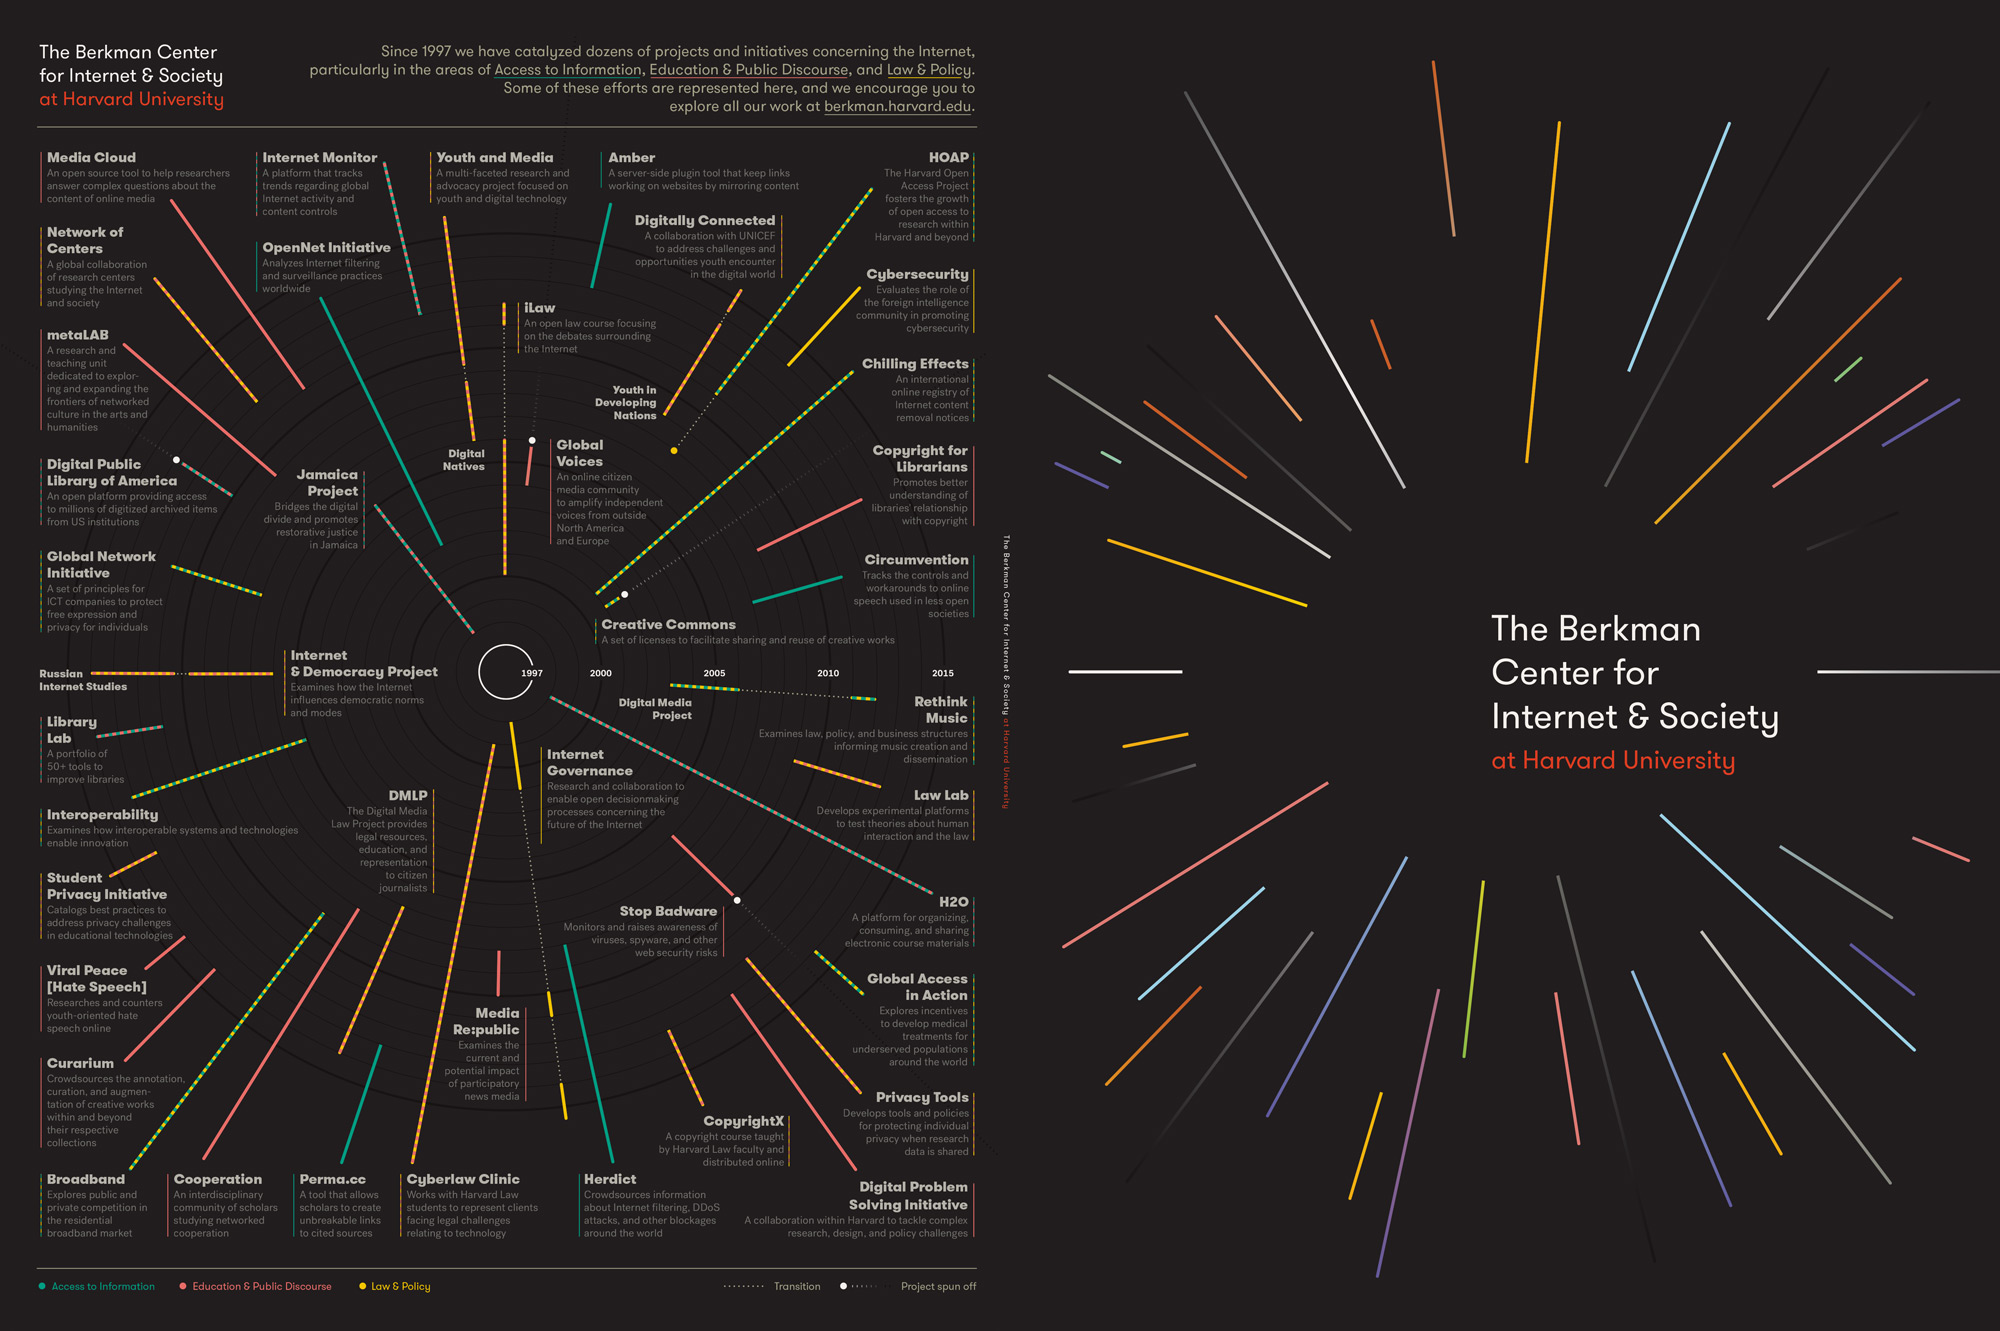 The Berkman Center
for Internet & Society
at Harvard University
Since 1997 we have catalyzed dozens of projects and initiatives concerning the Internet,
particularly in the areas of Access to Information, Education & Public Discourse, and Law & Policy.
Some of these efforts are represented here, and we encourage you to
explore all our work at berkman.harvard.edu.
Media Cloud
An open source tool to help researchers
answer complex questions about the
content of online media
Internet Monitor
A platform that tracks
trends regarding global
Internet activity and
content controls
Youth and Media
A multi-faceted research and
advocacy project focused on
youth and digital technology
Amber
A server-side plugin tool that keep links
working on websites by mirroring content
HOAP
The Harvard Open
Access Project
fosters the growth
of open access to
research within
Harvard and beyond
Network of
Centers
A global collaboration
of research centers
studying the Internet
and society
OpenNet Initiative
Analyzes Internet filtering
and surveillance practices
worldwide
Digitally Connected
A collaboration with UNICEF
to address challenges and
opportunities youth encounter
in the digital world
Cybersecurity
Evaluates the role of
the foreign intelligence
community in promoting
cybersecurity
metaLAB
A research and
teaching unit
dedicated to explor-
ing and expanding the
frontiers of networked
culture in the arts and
humanities
iLaw
An open law course focusing
on the debates surrounding
the Internet
Youth in
Developing
Nations
Chilling Effects
An international
online registry of
Internet content
removal notices
Digital
Natives
Global
Voices
An online citizen
media community
to amplify independent
voices from outside
North America
and Europe
Copyright for
Librarians
Promotes better
understanding of
libraries' relationship
with copyright
Digital Public
Library of America
An open platform providing access
to millions of digitized archived items
from US institutions
Jamaica
Project
Bridges the digital
divide and promotes
restorative justice
in Jamaica
Global Network
Initiative
A set of principles for
ICT companies to protect
free expression and
privacy for individuals
Circumvention
Tracks the controls and
workarounds to online
speech used in less open
societies
Creative Commons
A set of licenses to facilitate sharing and reuse of creative works
Russian
Internet Studies
Internet
& Democracy Project
Examines how the Internet
influences democratic norms
and modes
1997
2000
2005
2010
2015
Digital Media
Project
Rethink
Music
Examines law, policy, and business structures
informing music creation and
dissemination
Library
Lab
A portfolio of
50+ tools to
improve libraries
Internet
Governance
Research and collaboration to
enable open decisionmaking
processes concerning the
future of the Internet
DMLP
The Digital Media
Law Project provides
legal resources,
education, and
representation
to citizen
journalists
Law Lab
Develops experimental platforms
to test theories about human
interaction and the law
Interoperability
Examines how interoperable systems and technologies
enable innovation
Student
Privacy Initiative
Catalogs best practices to
address privacy challenges
in educational technologies
Stop Badware
Monitors and raises awareness of
viruses, spyware, and other
web security risks
H2O
A platform for organizing,
consuming, and sharing
electronic course materials
Viral Peace
[Hate Speech]
Researches and counters
youth-oriented hate
speech online
Media
Re:public
Examines the
current and
potential impact
of participatory
news media
Global Access
in Action
Explores incentives
to develop medical
treatments for
underserved populations
around the world
Curarium
Crowdsources the annotation,
curation, and augmen-
tation of creative works
within and beyond
their respective
collections
CopyrightX
A copyright course taught
by Harvard Law faculty and
distributed online
Privacy Tools
Develops tools and policies
for protecting individual
privacy when research
data is shared
Broadband
Explores public and
private competition in
the residential
broadband market
Cooperation
An interdisciplinary
community of scholars
studying networked
cooperation
Perma.cc
A tool that allows
scholars to create
unbreakable links
to cited sources
Cyberlaw Clinic
Works with Harvard Law
students to represent clients
facing legal challenges
relating to technology
Herdict
Crowdsources information
about Internet filtering, DDoS
attacks, and other blockages
around the world
Digital Problem
Solving Initiative
A collaboration within Harvard to tackle complex
research, design, and policy challenges
Access to Information
Education & Public Discourse
Law & Policy
Transition
Project spun off
The Berkman Center for Internet & Society at Harvard University
The Berkman
Center for
Internet & Society
at Harvard University